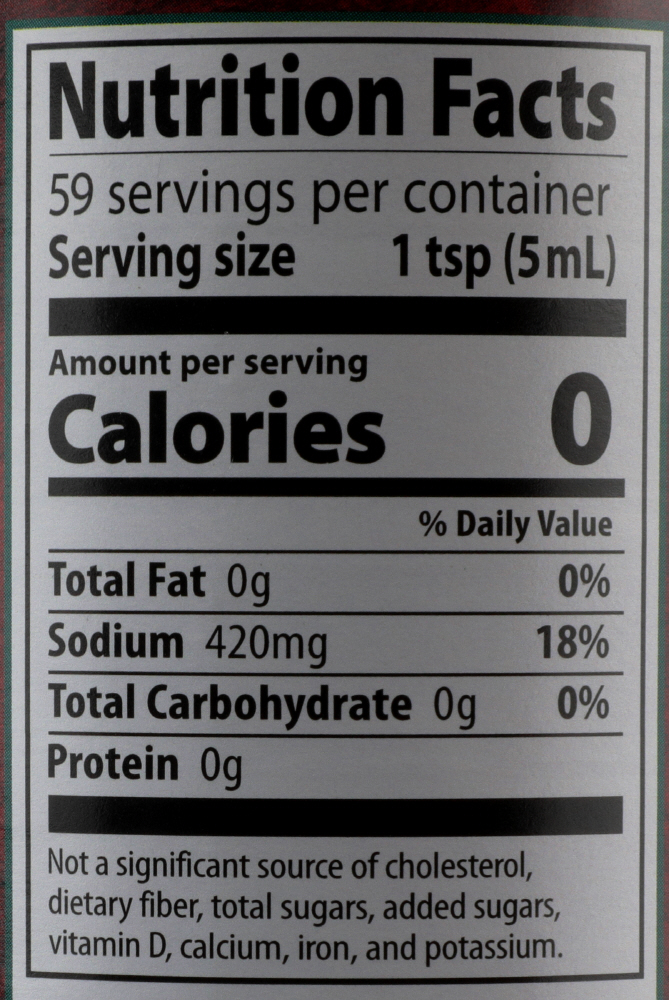 Nutrition Facts
59 servings per container
Serving size 1 tsp (5mL)
Amount per serving
Calories 0
% Daily Value
Total Fat 0g 0%
Sodium 420mg 18%
Total Carbohydrate 0g 0%
Protein 0g
Not a significant source of cholesterol,
dietary fiber, total sugars, added sugars,
vitamin D, calcium, iron, and potassium.